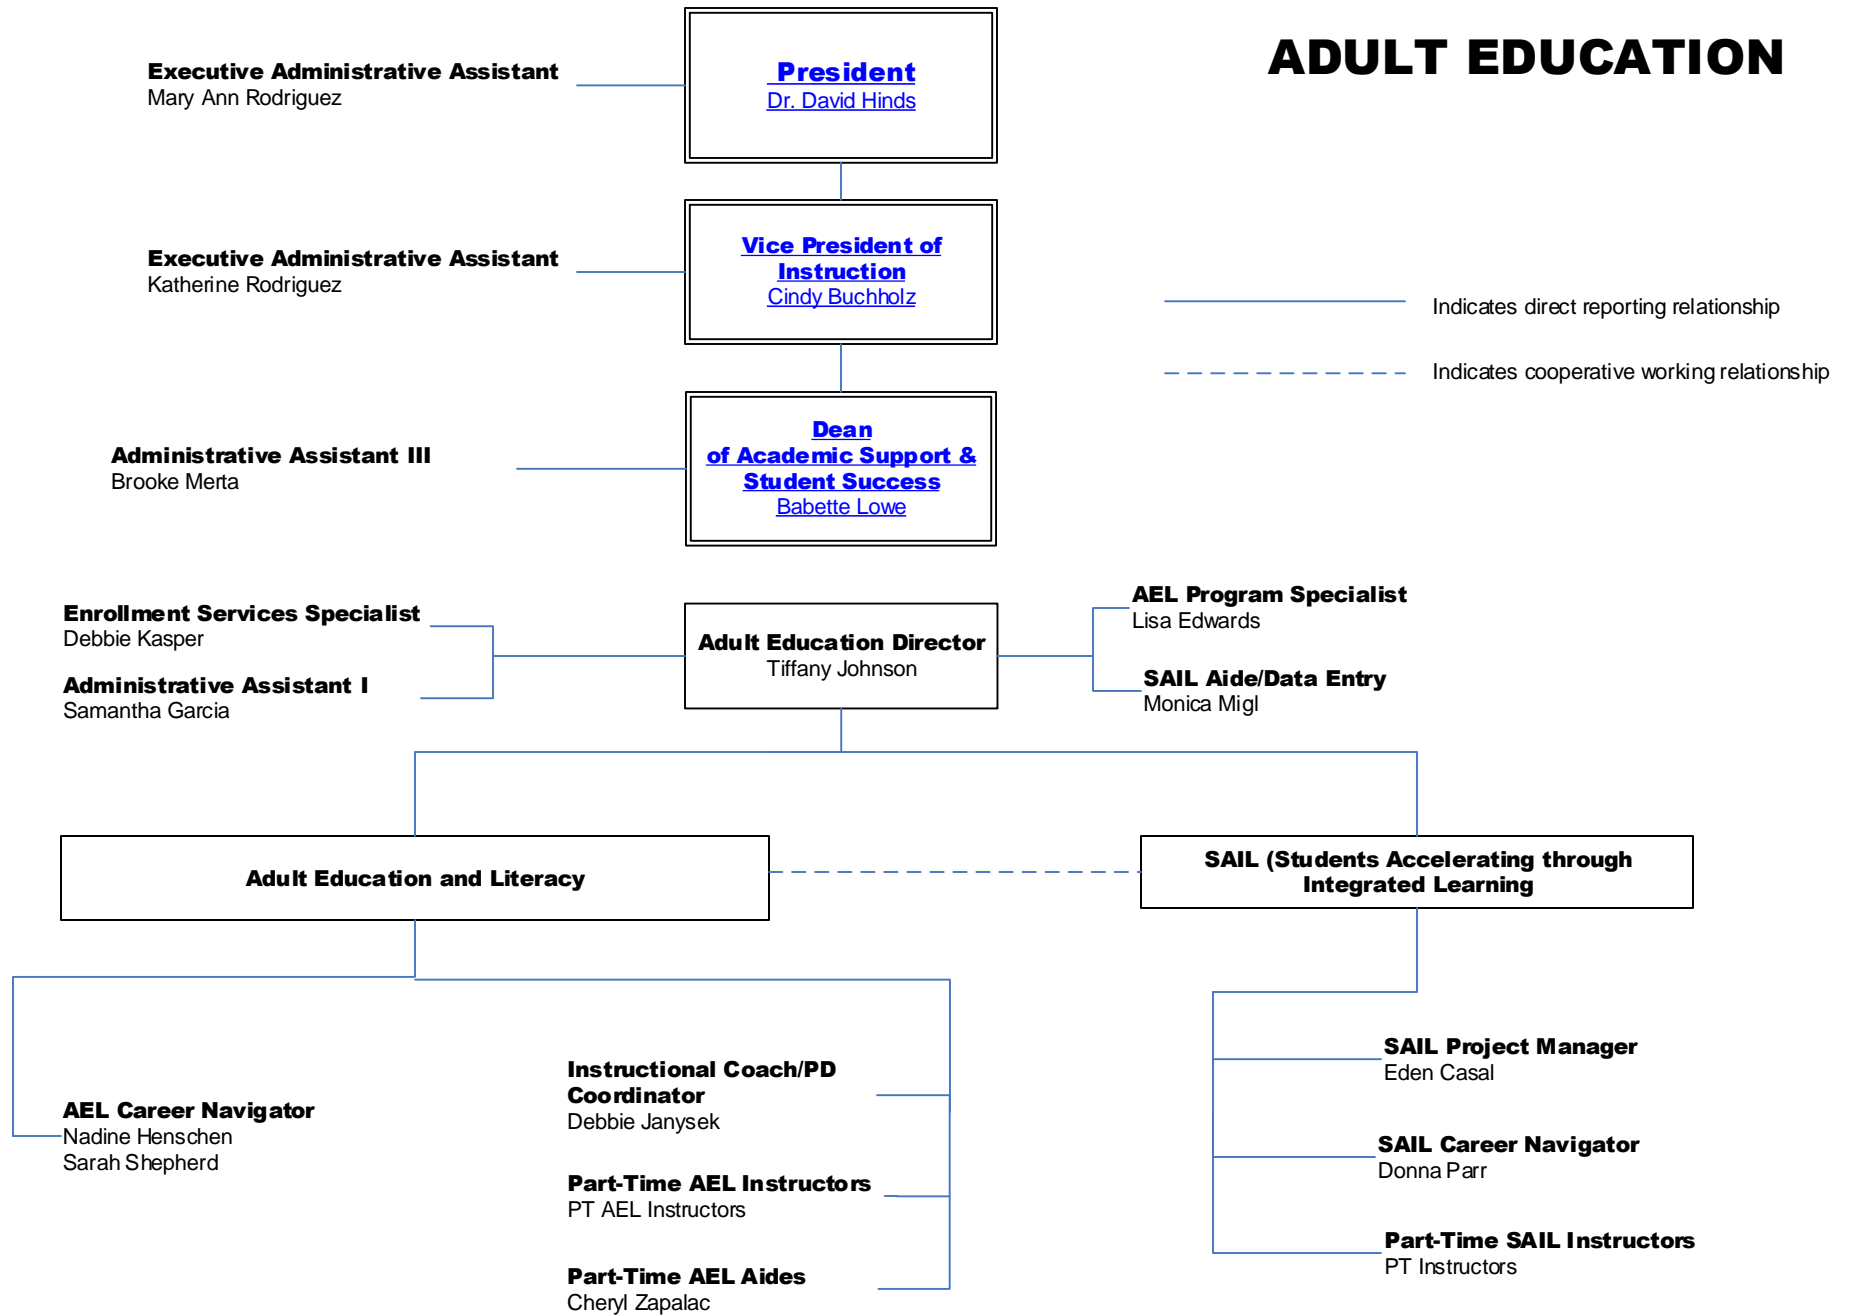 ADULT EDUCATION
Executive Administrative Assistant
Mary Ann Rodriguez
President
Dr. David Hinds
Executive Administrative Assistant
Katherine Rodriguez
Vice President of
Instruction
Cindy Buchholz
Indicates direct reporting relationship
Indicates cooperative working relationship
Administrative Assistant III
Brooke Merta
Dean
of Academic Support &
Student Success
Babette Lowe
Enrollment Services Specialist
Debbie Kasper
Administrative Assistant I
Samantha Garcia
Adult Education Director
Tiffany Johnson
AEL Program Specialist
Lisa Edwards
SAIL Aide/Data Entry
Monica Migl
Adult Education and Literacy
SAIL (Students Accelerating through
Integrated Learning
AEL Career Navigator
Nadine Henschen
Sarah Shepherd
Instructional Coach/PD
Coordinator
Debbie Janysek
Part-Time AEL Instructors
PT AEL Instructors
Part-Time AEL Aides
Cheryl Zapalac
SAIL Project Manager
Eden Casal
SAIL Career Navigator
Donna Parr
Part-Time SAIL Instructors
PT Instructors